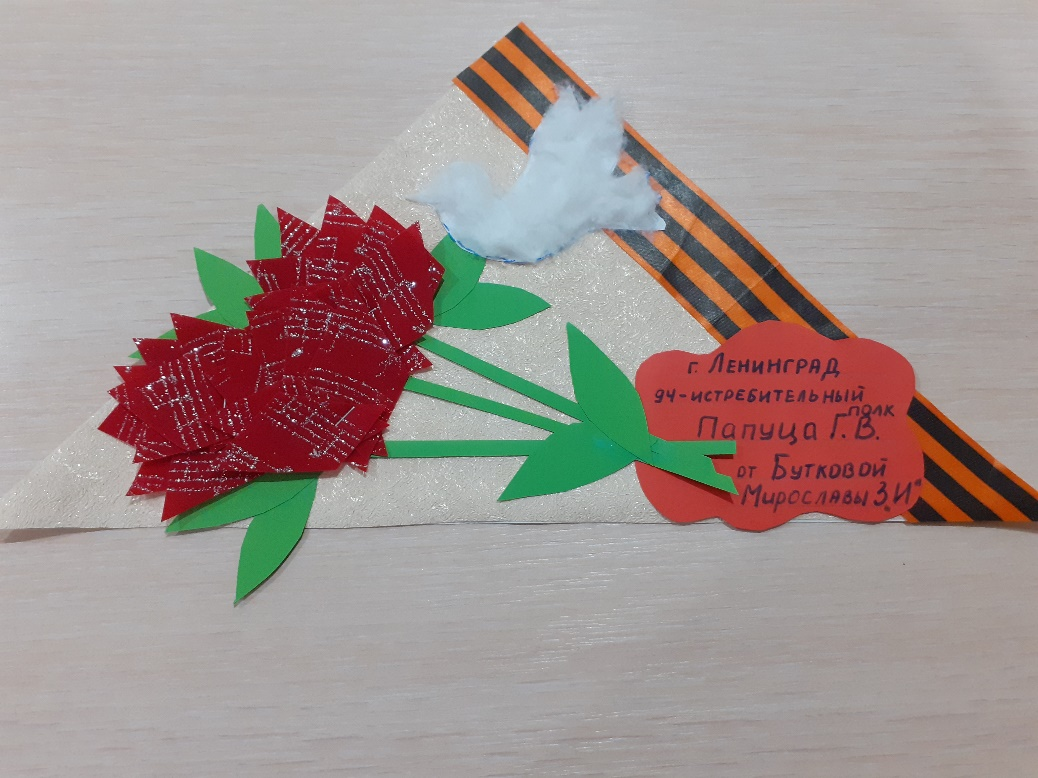 г. Ленинград
94-истребительный
полк
Папуца Г.В.
от Бутковой
Мирославы 3„И"